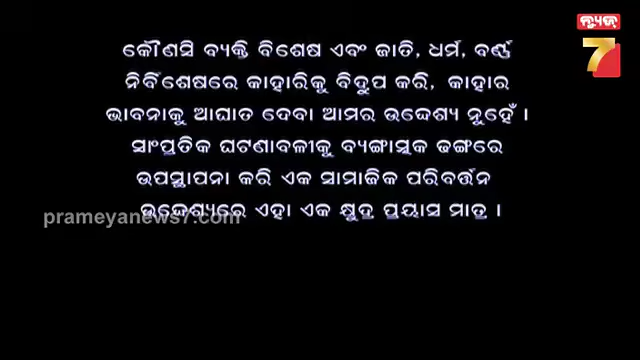 ନ୍ୟୁଜ୍
7
କୌଣସି ବ୍ୟକ୍ତି ବିଶେଷ ଏବଂ ଜାତି, ଧର୍ମ, ବର୍ଣ୍ଣ
ନିର୍ବିଶେଷରେ କାହାରିକୁ ବିଦ୍ରୁପ କରି, କାହାର
ଭାବନାକୁ ଆଘାତ ଦେବା ଆମର ଉଦ୍ଦେଶ୍ୟ ନୁହେଁ ।
ସାଂପ୍ରତିକ ଘଟଣାବଳୀକୁ ବ୍ୟଙ୍ଗାତ୍ମକ ଢଙ୍ଗରେ
ଉପସ୍ଥାପନା କରି ଏକ ସାମାଜିକ ପରିବର୍ତ୍ତନ
ଉଦ୍ଦେଶ୍ୟରେ ଏହା ଏକ କ୍ଷୁଦ୍ର ପ୍ରୟାସ ମାତ୍ର ।
prameyanews7.com